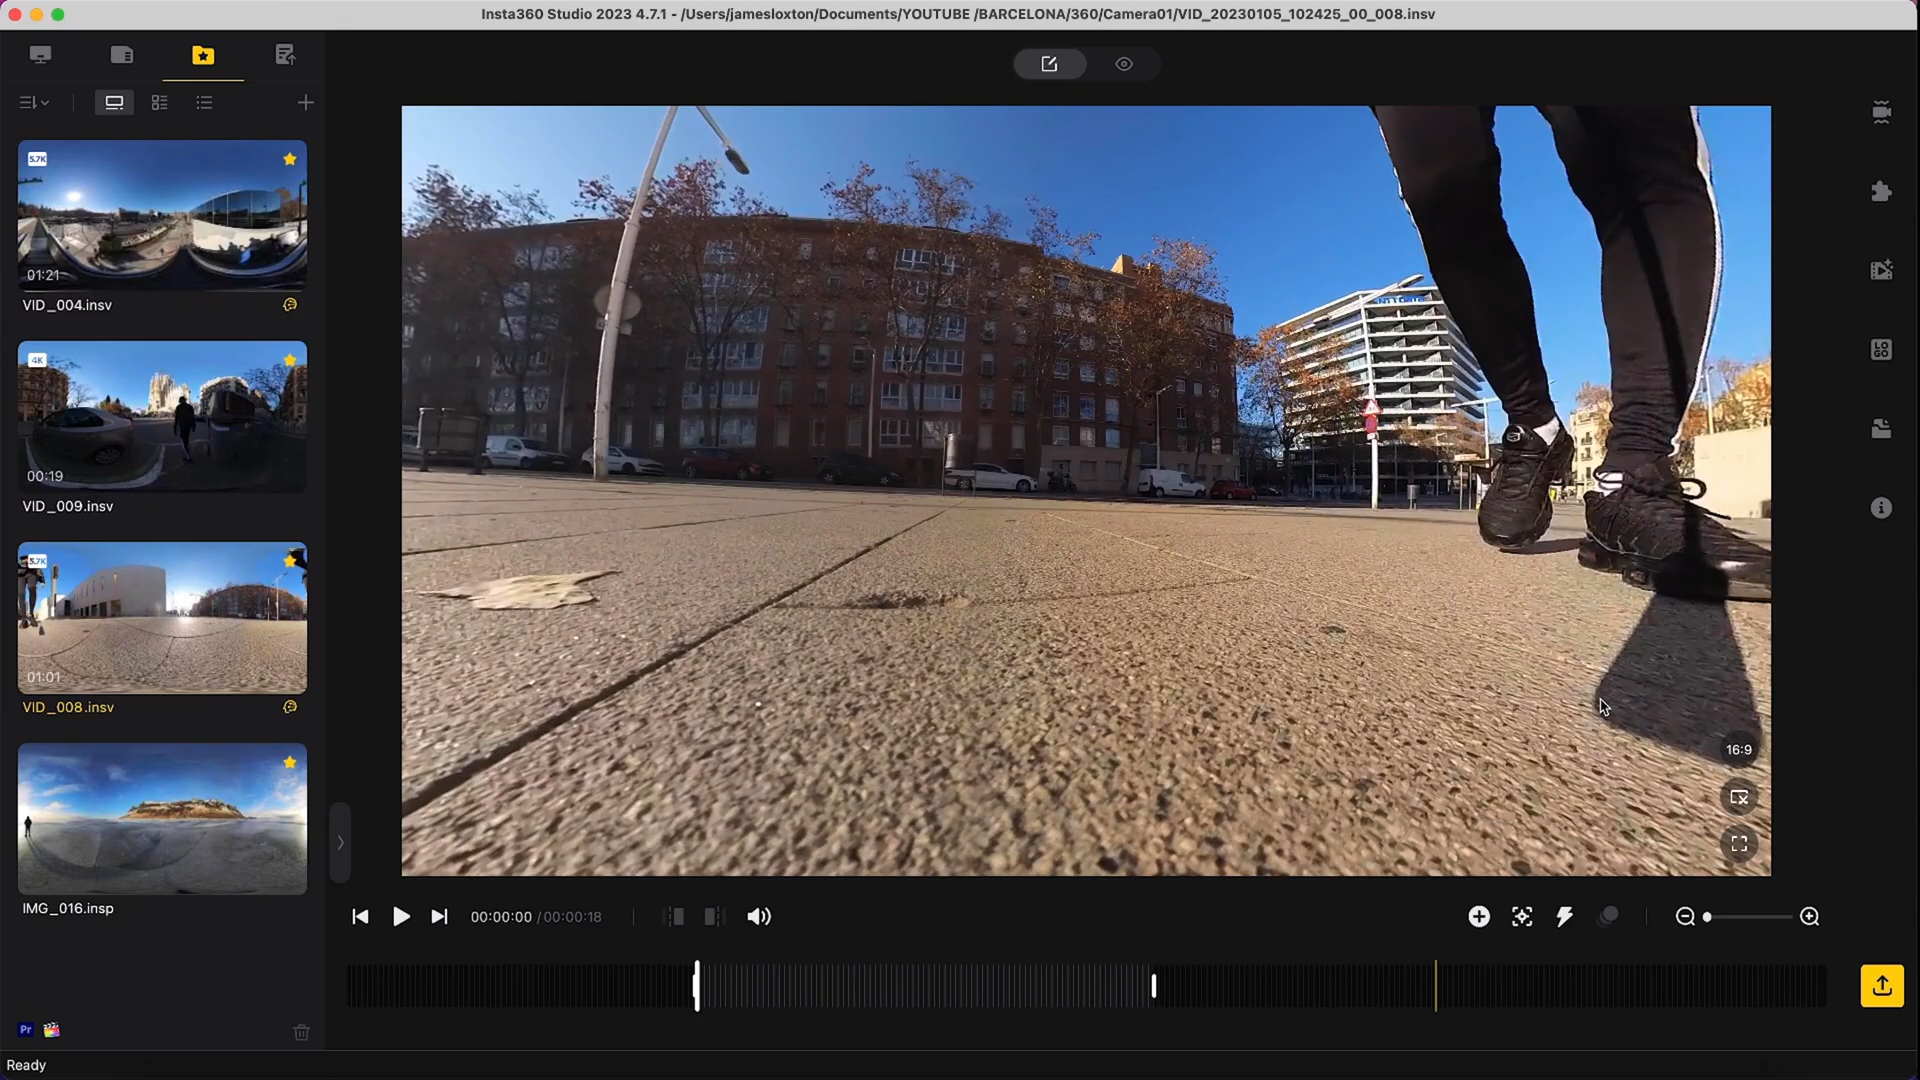 Insta360 Studio 2023 4.7.1 - /Users/jamesloxton/Documents/YOUTUBE /BARCELONA/360/Camera01/VID_20230105_102425_00_008.insv
5.7K
01:21
VID_004.insv
4K
00:19
VID_009.insv
5.7K
01:01
VID_008.insv
IMG_016.insp
LOGO
16:9
00:00:00 / 00:00:18
Pr
Ready